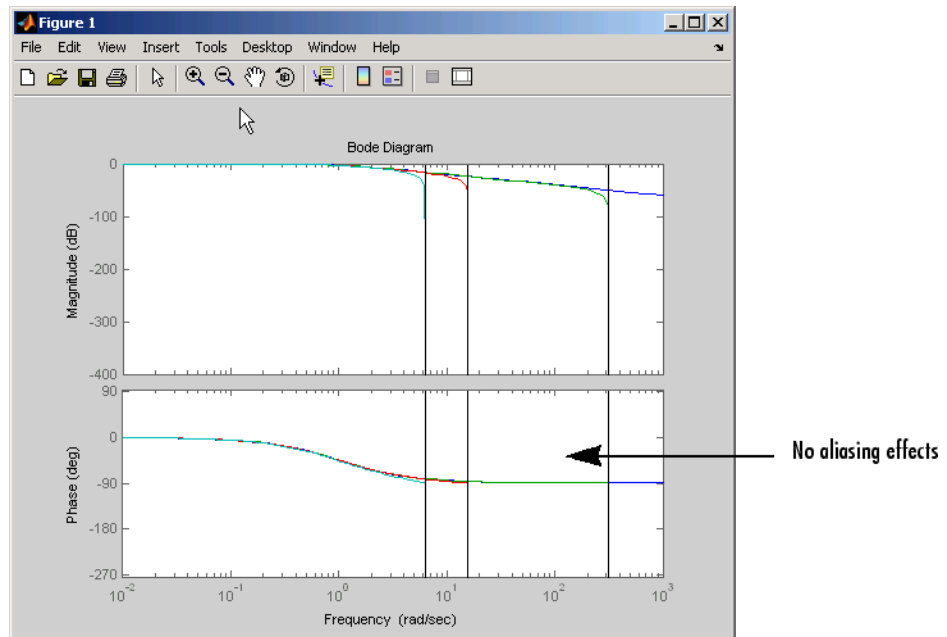 Figure 1
File Edit View Insert Tools Desktop Window Help
Bode Diagram
Magnitude (dB)
0
-100
-200
-300
-400
Phase (deg)
90
0
-90
-180
-270
10^-2 10^-1 10^0 10^1 10^2 10^3
Frequency (rad/sec)
No aliasing effects